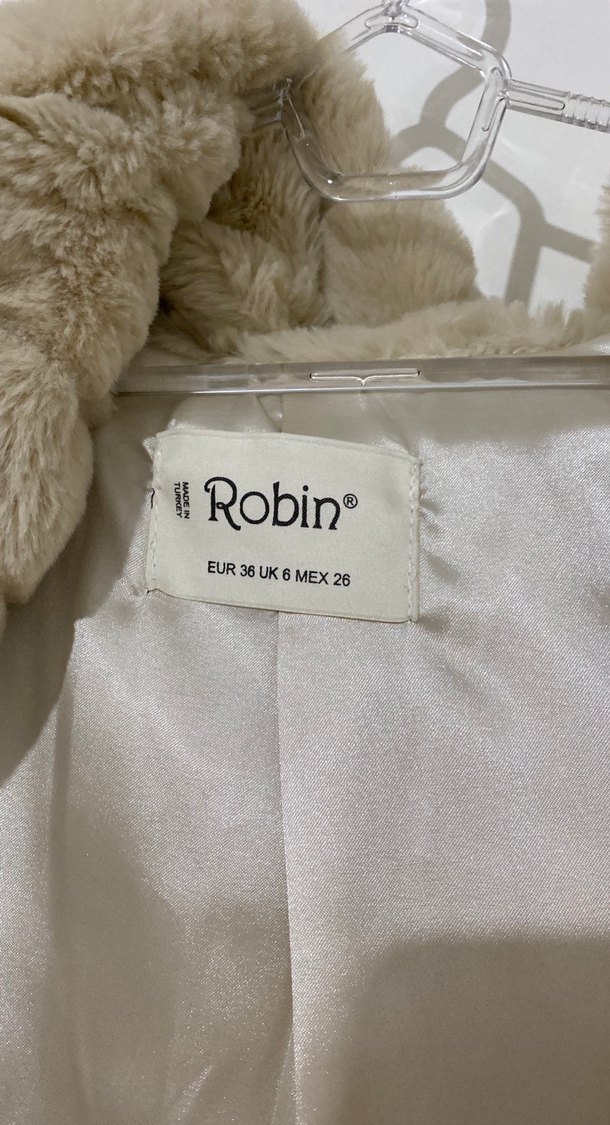 MADE IN
TURKEY
Robin®
EUR 36 UK 6 MEX 26